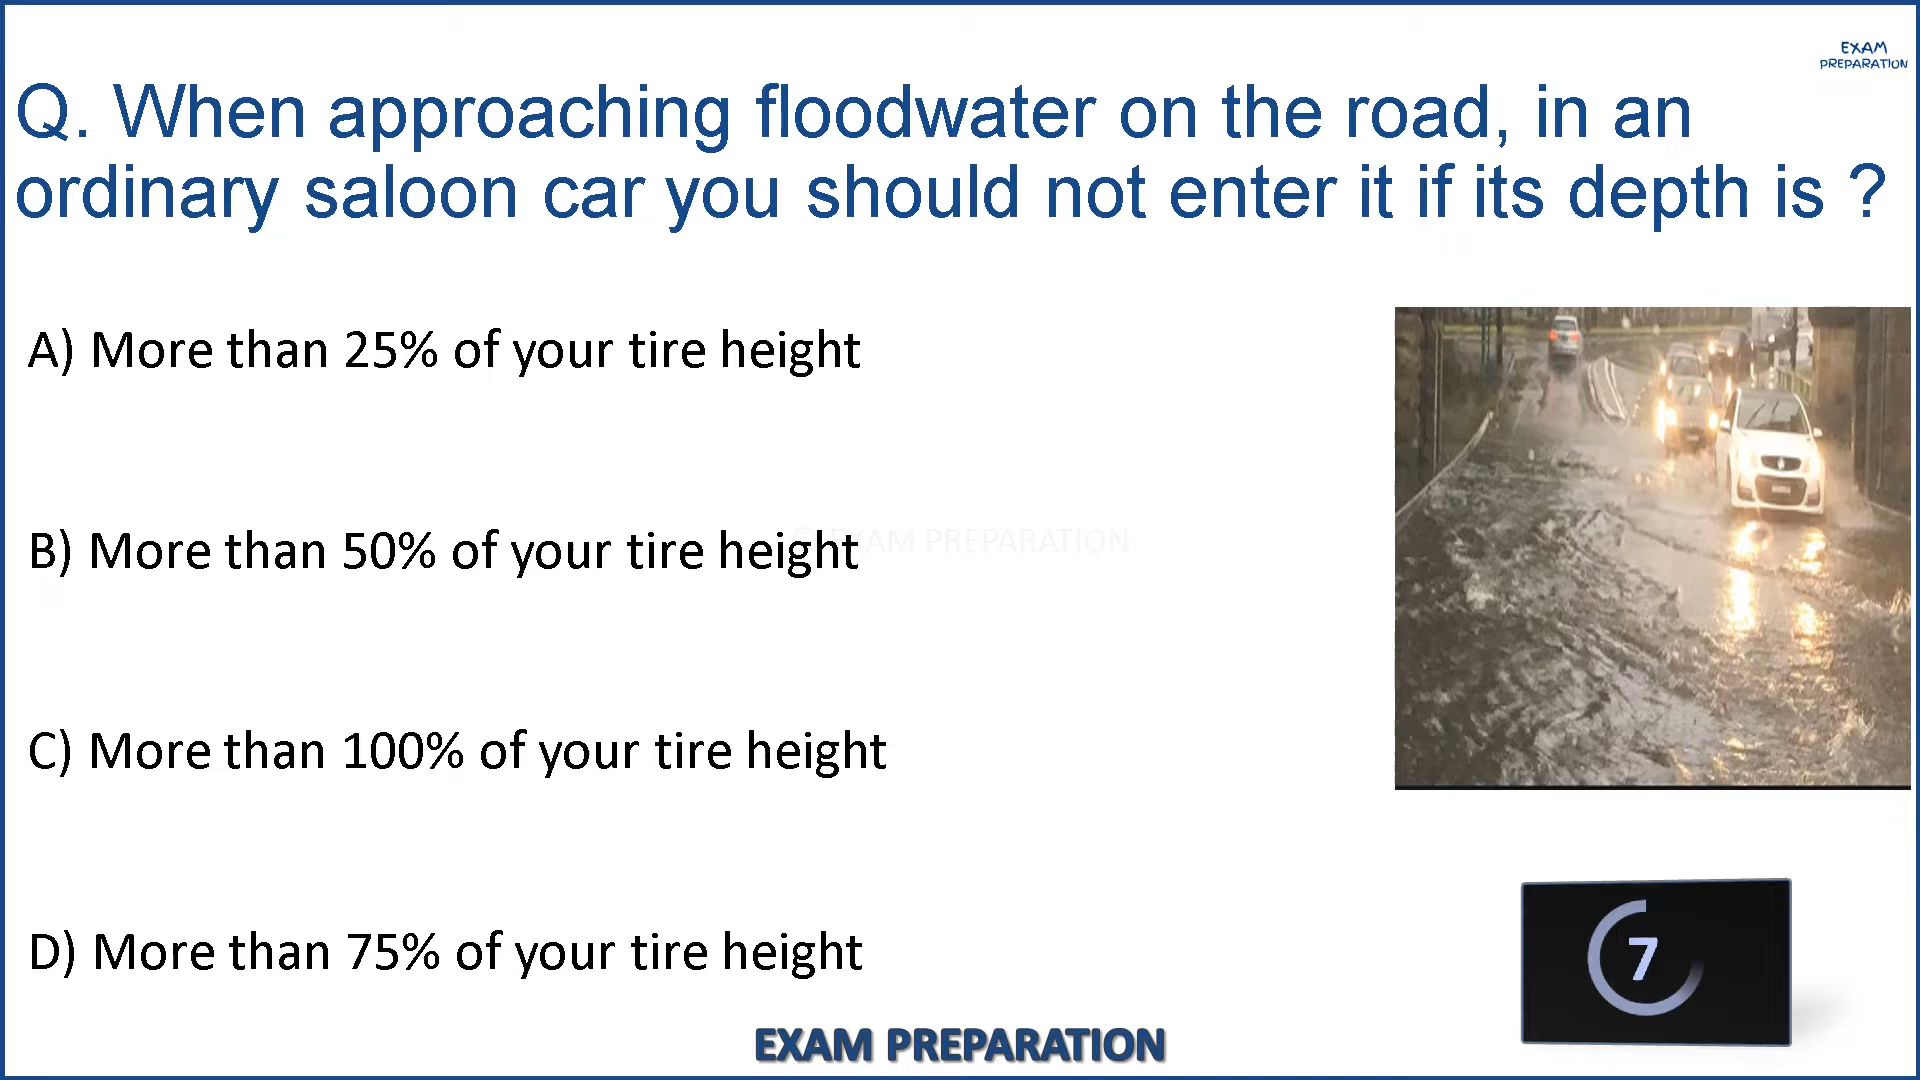 EXAM
PREPARATION
Q. When approaching floodwater on the road, in an
ordinary saloon car you should not enter it if its depth is ?
A) More than 25% of your tire height
B) More than 50% of your tire height
EXAM PREPARATION
C) More than 100% of your tire height
D) More than 75% of your tire height
7
EXAM PREPARATION